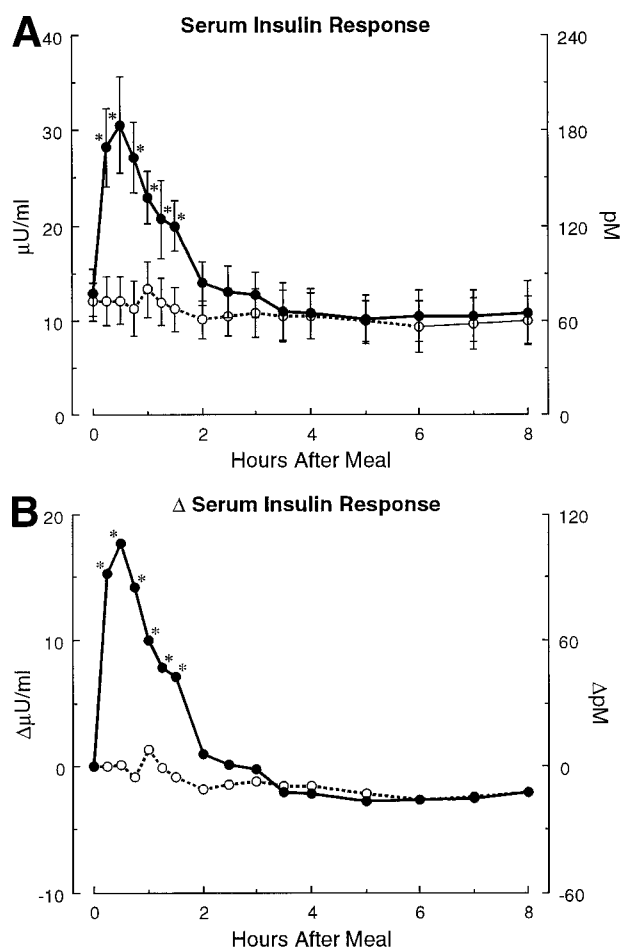 A
Serum Insulin Response
40
30
20
10
0
µU/ml
240
180
120
60
0
pM
0 2 4 6 8
Hours After Meal
* * * * * *
B
Δ Serum Insulin Response
20
10
0
-10
ΔµU/ml
120
60
0
-60
ΔpM
0 2 4 6 8
Hours After Meal
* * * * * *